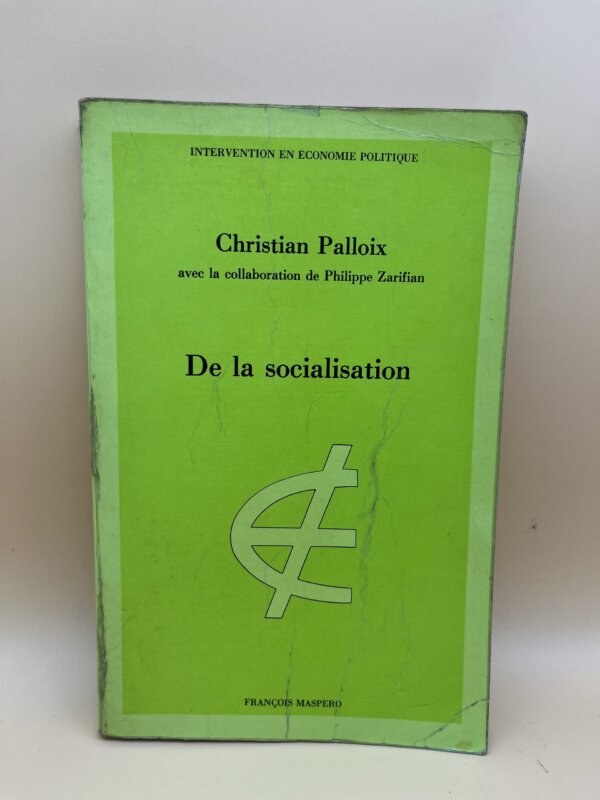 INTERVENTION EN ÉCONOMIE POLITIQUE
Christian Palloix
avec la collaboration de Philippe Zarifian
De la socialisation
FRANÇOIS MASPERO